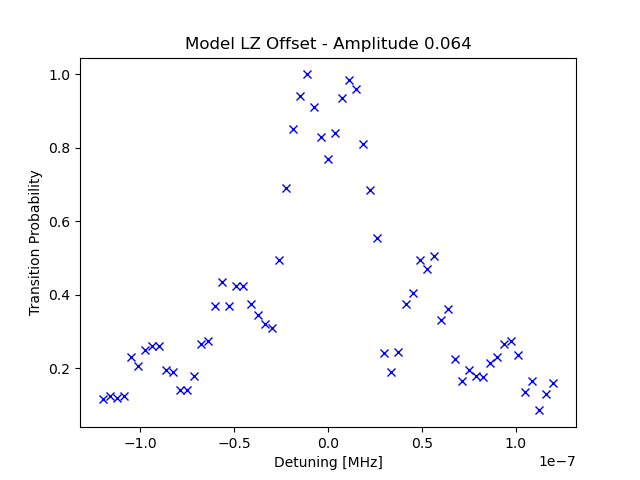 Model LZ Offset - Amplitude 0.064
Transition Probability
1.0
0.8
0.6
0.4
0.2
−1.0 −0.5 0.0 0.5 1.0
1e−7
Detuning [MHz]